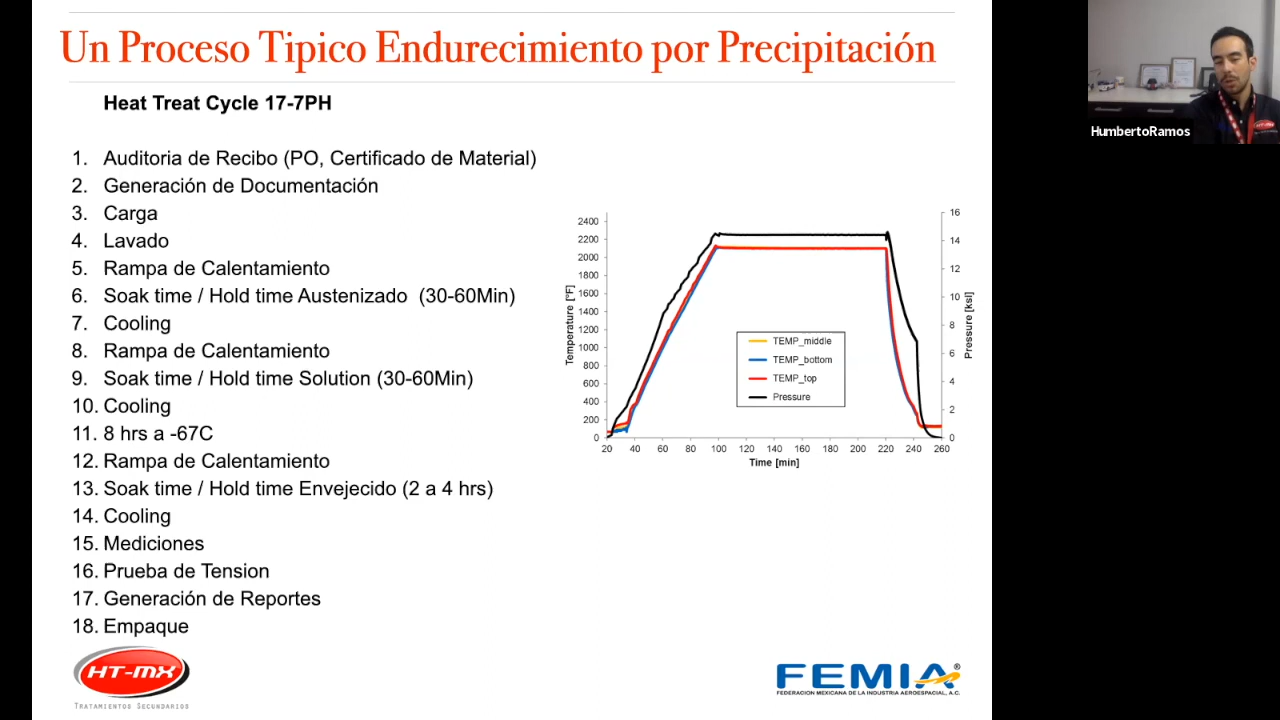 Un Proceso Tipico Endurecimiento por Precipitación
HumbertoRamos
Heat Treat Cycle 17-7PH
1. Auditoria de Recibo (PO, Certificado de Material)
2. Generación de Documentación
3. Carga
4. Lavado
5. Rampa de Calentamiento
6. Soak time / Hold time Austenizado (30-60Min)
7. Cooling
8. Rampa de Calentamiento
9. Soak time / Hold time Solution (30-60Min)
10. Cooling
11. 8 hrs a -67C
12. Rampa de Calentamiento
13. Soak time / Hold time Envejecido (2 a 4 hrs)
14. Cooling
15. Mediciones
16. Prueba de Tension
17. Generación de Reportes
18. Empaque
Temperature [°F]
2400
2200
2000
1800
1600
1400
1200
1000
800
600
400
200
0
TEMP_middle
TEMP_bottom
TEMP_top
Pressure
16
14
12
10
8
6
4
2
0
Pressure [ksi]
20 40 60 80 100 120 140 160 180 200 220 240 260
Time [min]
HT-MX
TRATAMIENTOS SECUNDARIOS
FEMIA®
FEDERACIÓN MEXICANA DE LA INDUSTRIA AEROESPACIAL, A.C.